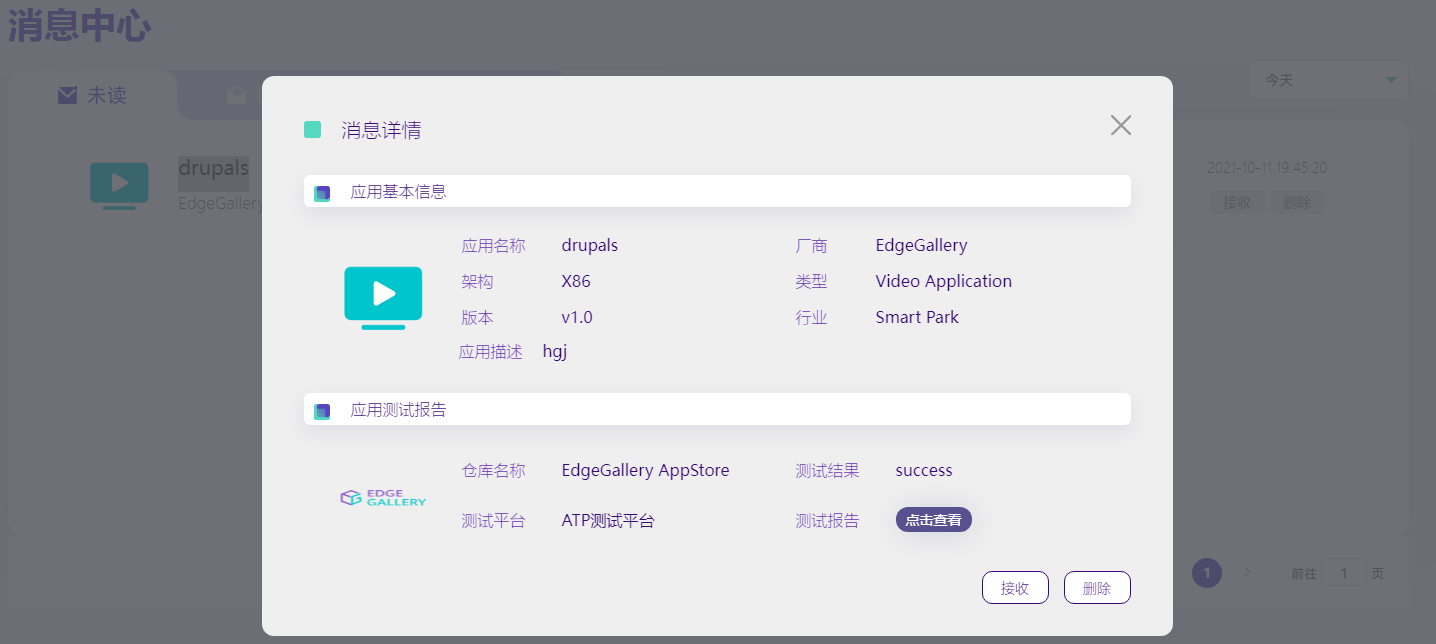 消息中心
未读
今天
drupals
EdgeGallery
2021-10-11 19:45:20
接收 删除
消息详情
应用基本信息
应用名称 drupals 厂商 EdgeGallery
架构 X86 类型 Video Application
版本 v1.0 行业 Smart Park
应用描述 hgj
应用测试报告
仓库名称 EdgeGallery AppStore 测试结果 success
EDGE
GALLERY
测试平台 ATP测试平台 测试报告 点击查看
接收 删除
1 前往 1 页